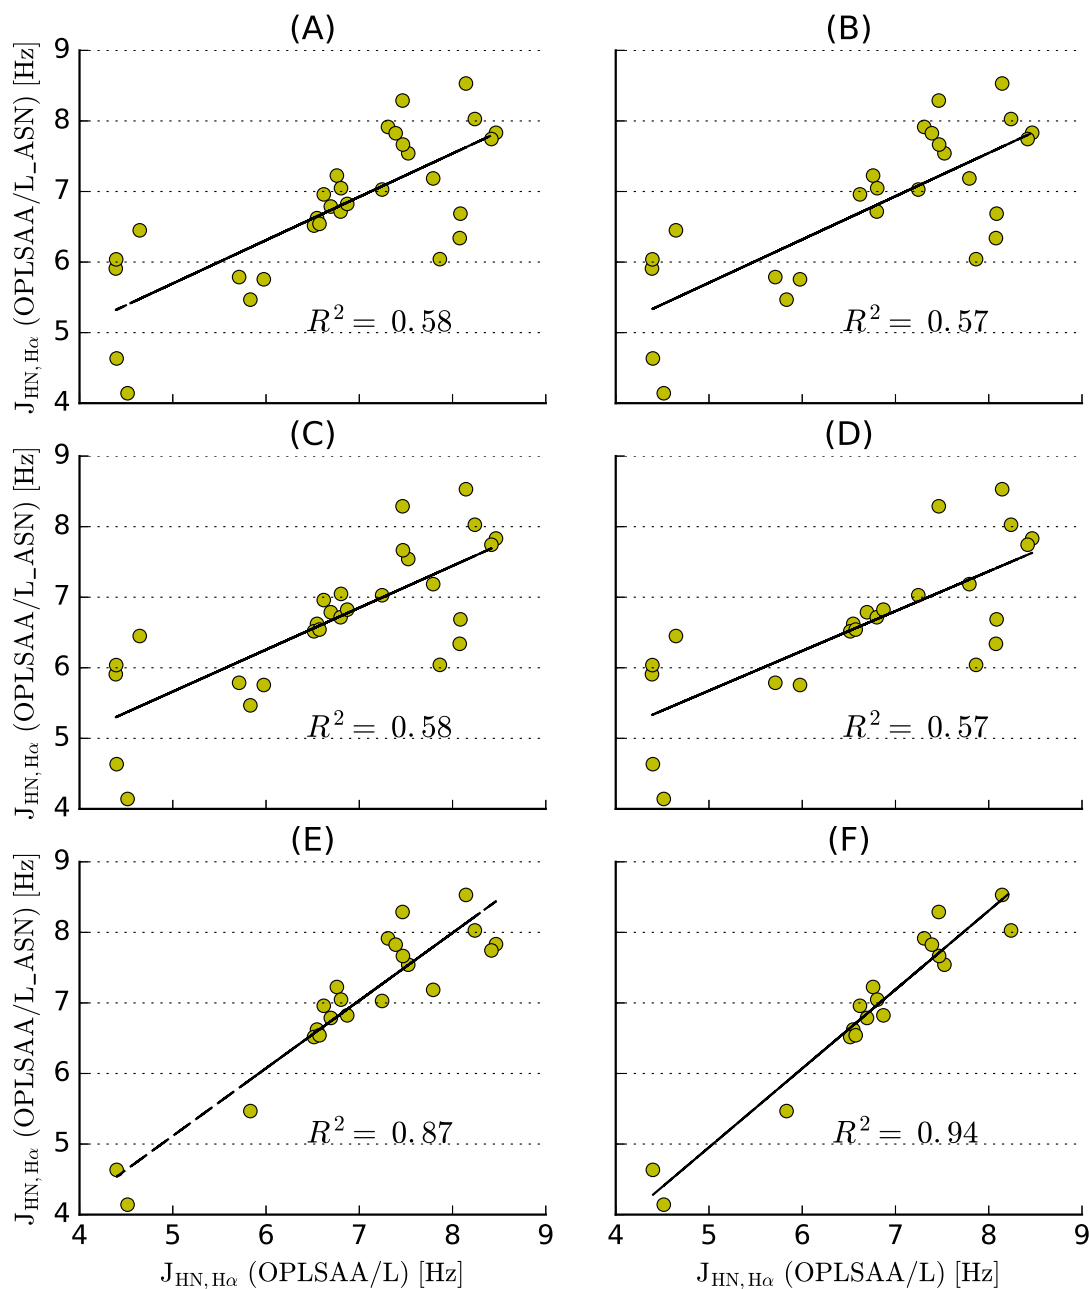 (A) (B)
J_HN,Hα (OPLSAA/L_ASN) [Hz]
9
8
7
6
5
4
R² = 0.58
R² = 0.57
(C) (D)
J_HN,Hα (OPLSAA/L_ASN) [Hz]
9
8
7
6
5
4
R² = 0.58
R² = 0.57
(E) (F)
J_HN,Hα (OPLSAA/L_ASN) [Hz]
9
8
7
6
5
4
R² = 0.87
R² = 0.94
4 5 6 7 8 9
4 5 6 7 8 9
J_HN,Hα (OPLSAA/L) [Hz]
J_HN,Hα (OPLSAA/L) [Hz]